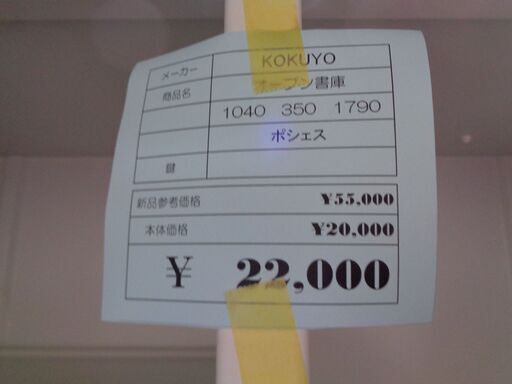 メーカー KOKUYO
商品名 オープン書庫
1040 350 1790
ポシェス
鍵
新品参考価格 ¥55,000
本体価格 ¥20,000
¥ 22,000